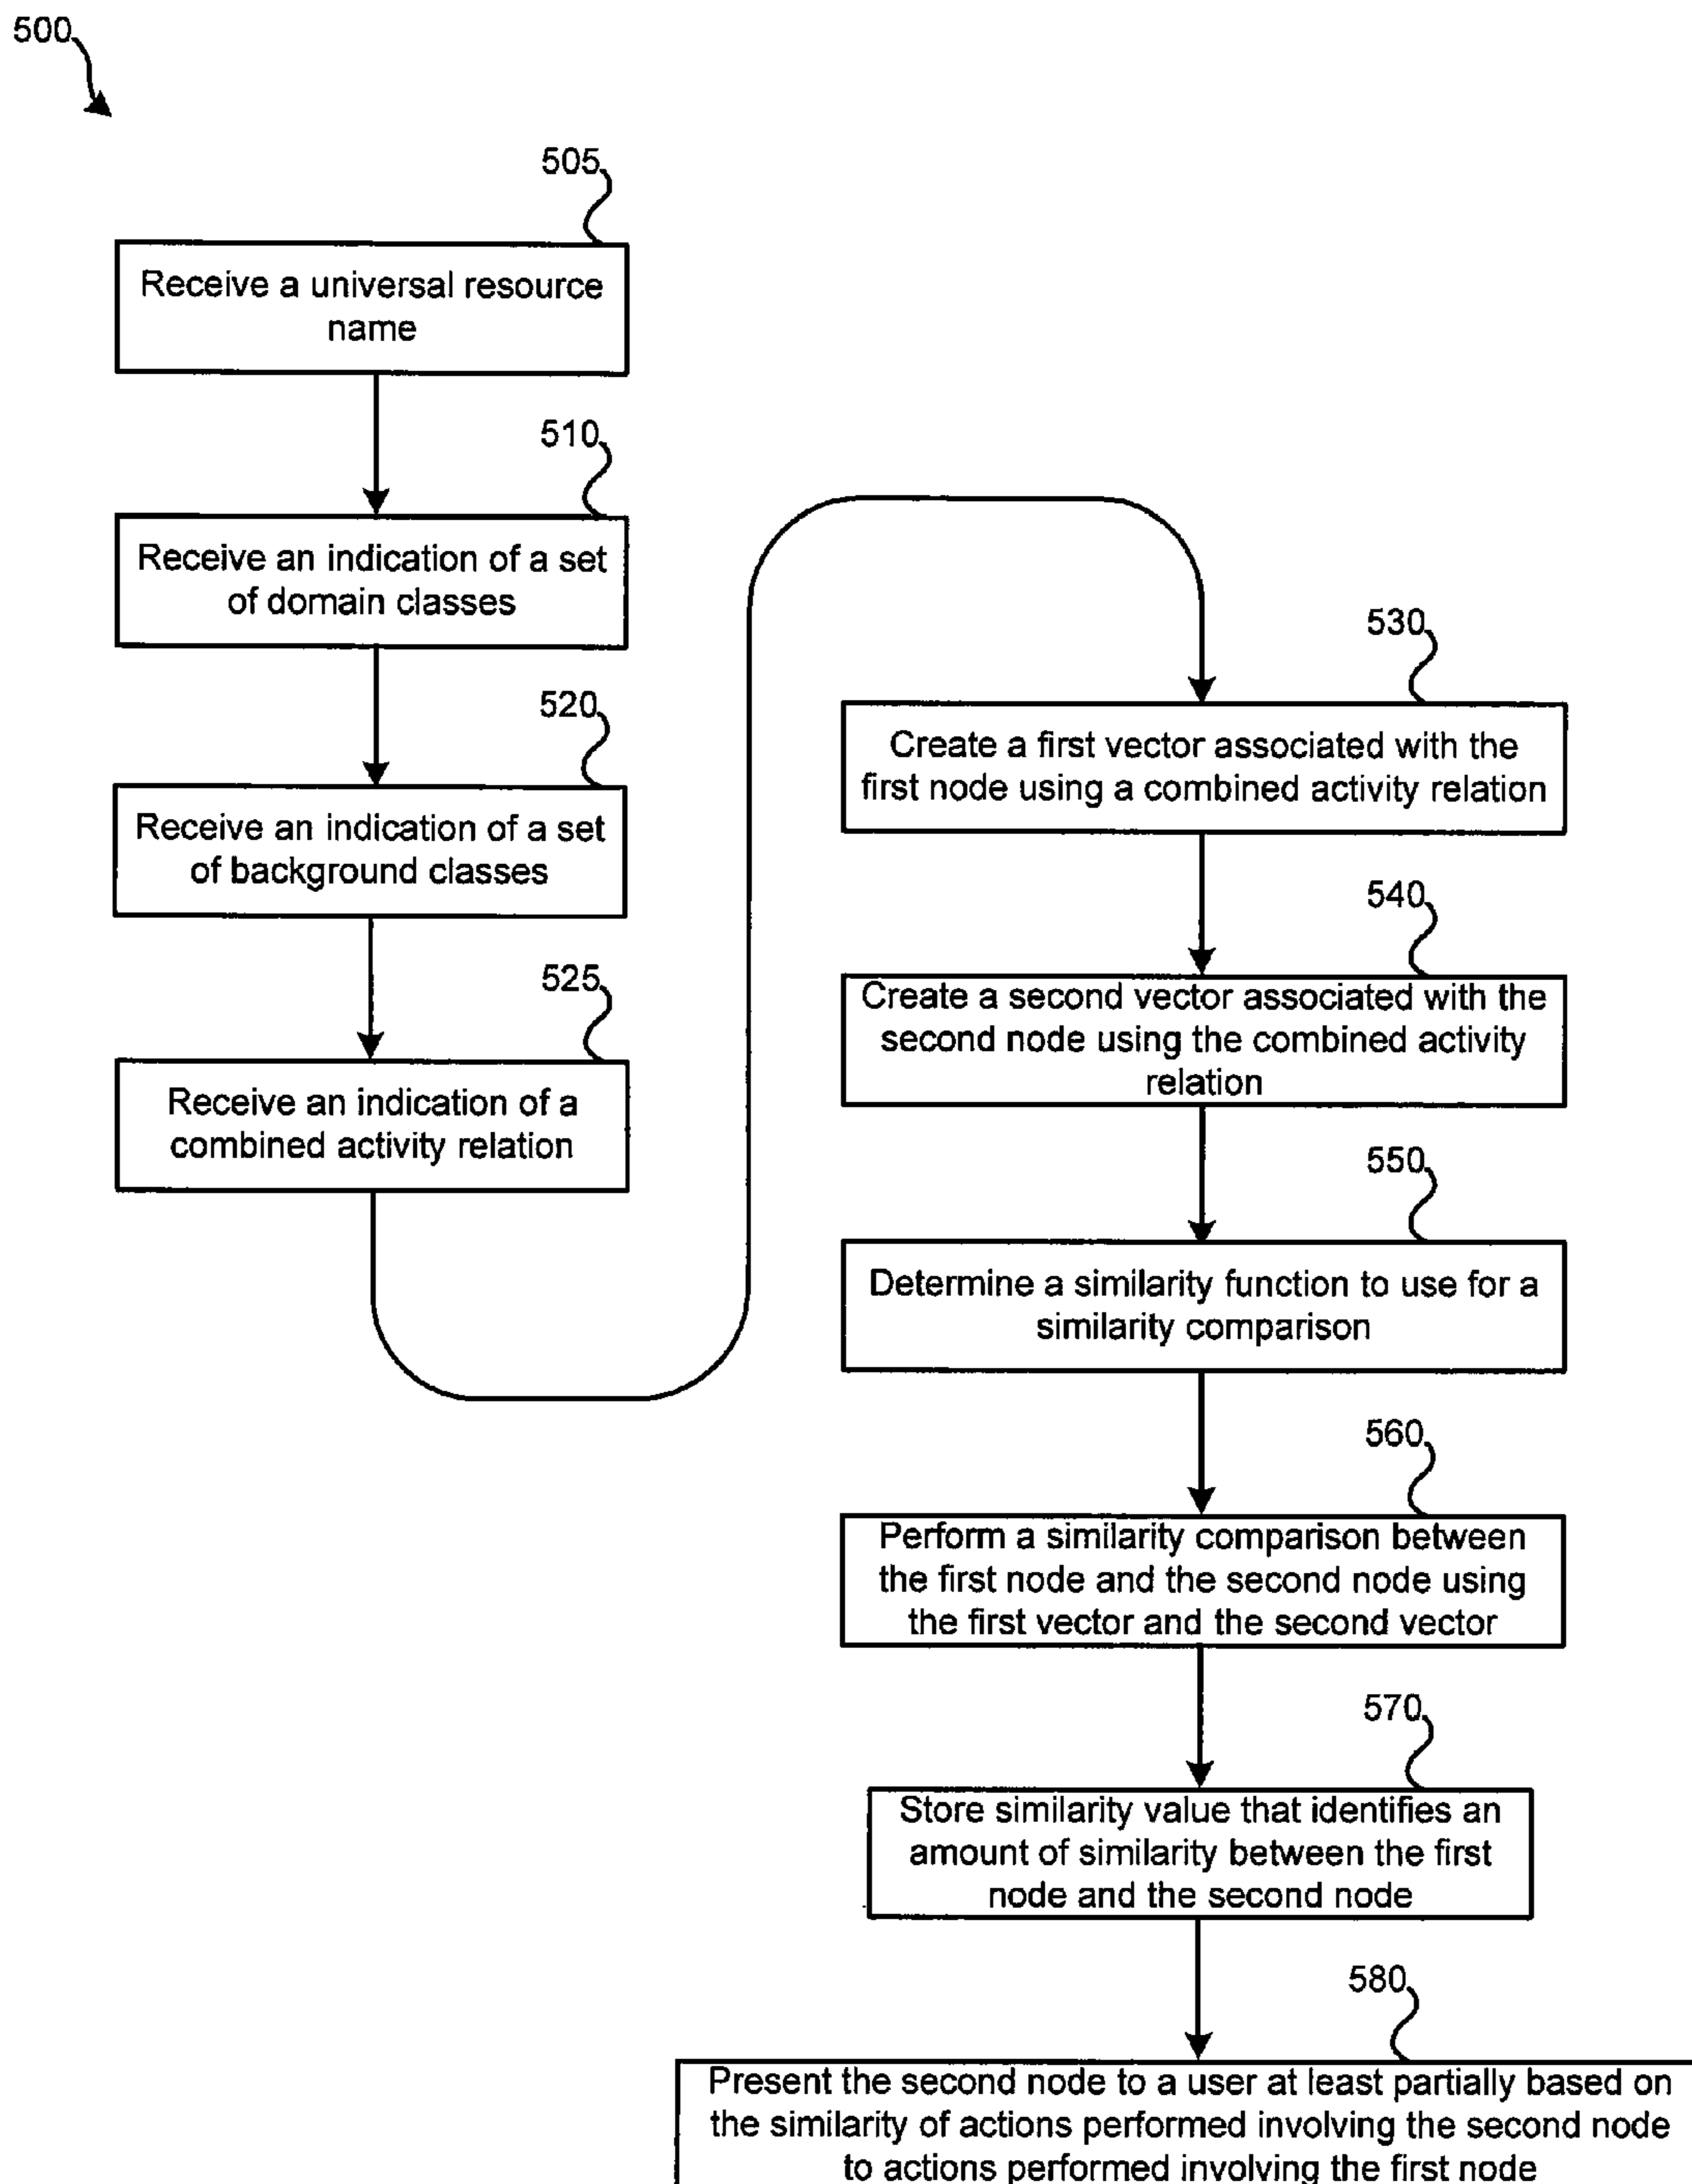 500
505
Receive a universal resource
name
510
Receive an indication of a set
of domain classes
520
Receive an indication of a set
of background classes
525
Receive an indication of a
combined activity relation
530
Create a first vector associated with the
first node using a combined activity relation
540
Create a second vector associated with the
second node using the combined activity
relation
550
Determine a similarity function to use for a
similarity comparison
560
Perform a similarity comparison between
the first node and the second node using
the first vector and the second vector
570
Store similarity value that identifies an
amount of similarity between the first
node and the second node
580
Present the second node to a user at least partially based on
the similarity of actions performed involving the second node
to actions performed involving the first node